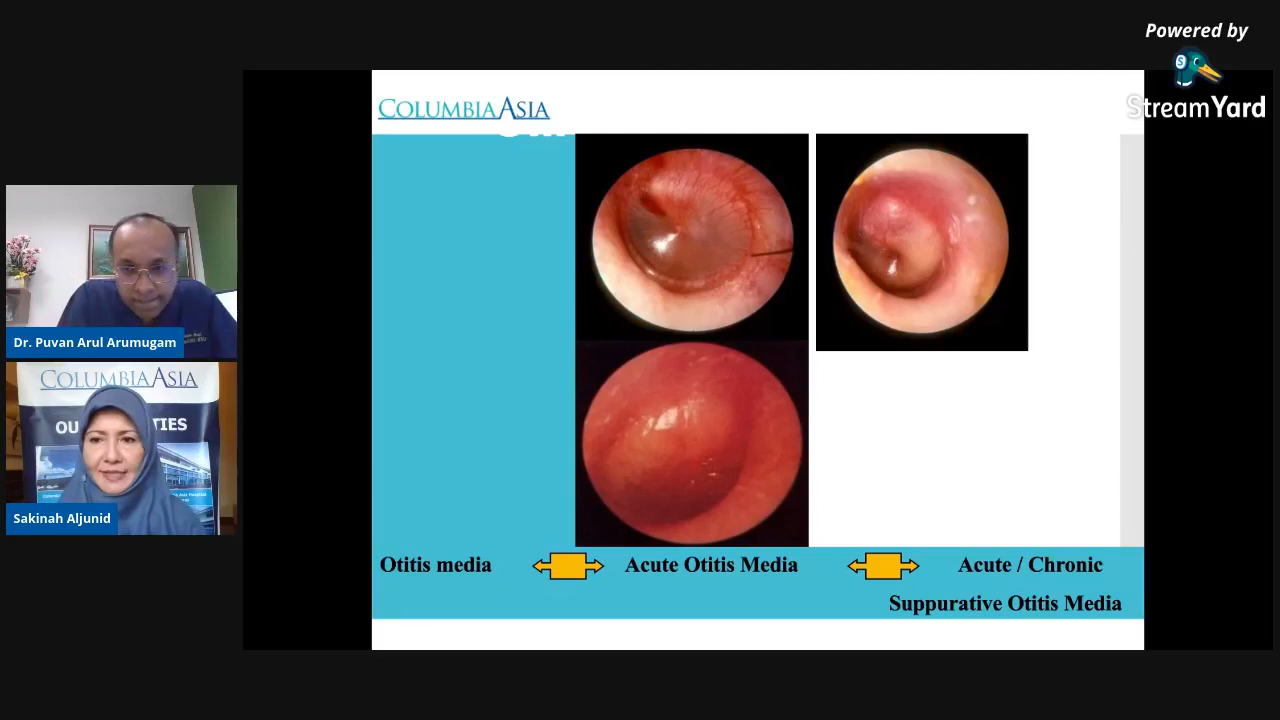 Powered by
StreamYard
COLUMBIA ASIA
Dr. Puvan Arul Arumugam
COLUMBIA ASIA
Sakinah Aljunid
Otitis media
Acute Otitis Media
Acute / Chronic
Suppurative Otitis Media